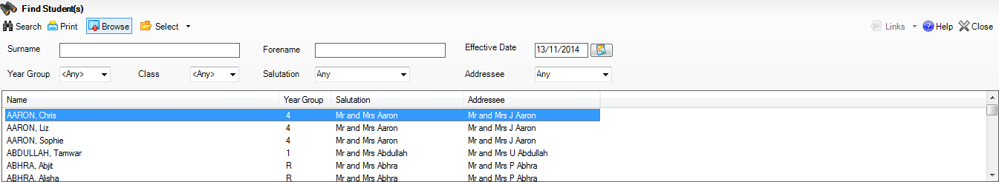 Find Student(s)
Search Print Browse Select Links Help Close
Surname Forename Effective Date 13/11/2014
Year Group <Any> Class <Any> Salutation Any Addressee Any
Name Year Group Salutation Addressee
AARON, Chris 4 Mr and Mrs Aaron Mr and Mrs J Aaron
AARON, Liz 4 Mr and Mrs Aaron Mr and Mrs J Aaron
AARON, Sophie 4 Mr and Mrs Aaron Mr and Mrs J Aaron
ABDULLAH, Tamwar 1 Mr and Mrs Abdullah Mr and Mrs U Abdullah
ABHRA, Abjit R Mr and Mrs Abhra Mr and Mrs P Abhra
ABHRA, Alisha R Mr and Mrs Abhra Mr and Mrs P Abhra